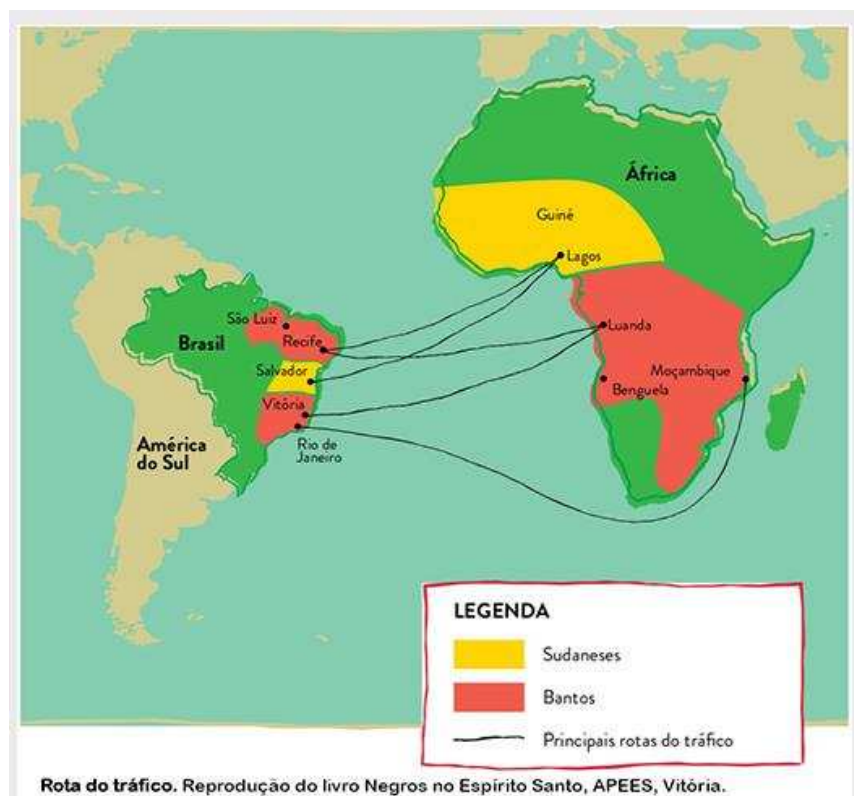 África
Guiné
Lagos
São Luiz
Brasil
Recife
Luanda
Salvador
Moçambique
Benguela
Vitória
América
do Sul
Rio de
Janeiro
LEGENDA
Sudaneses
Bantos
Principais rotas do tráfico
Rota do tráfico. Reprodução do livro Negros no Espírito Santo, APEES, Vitória.